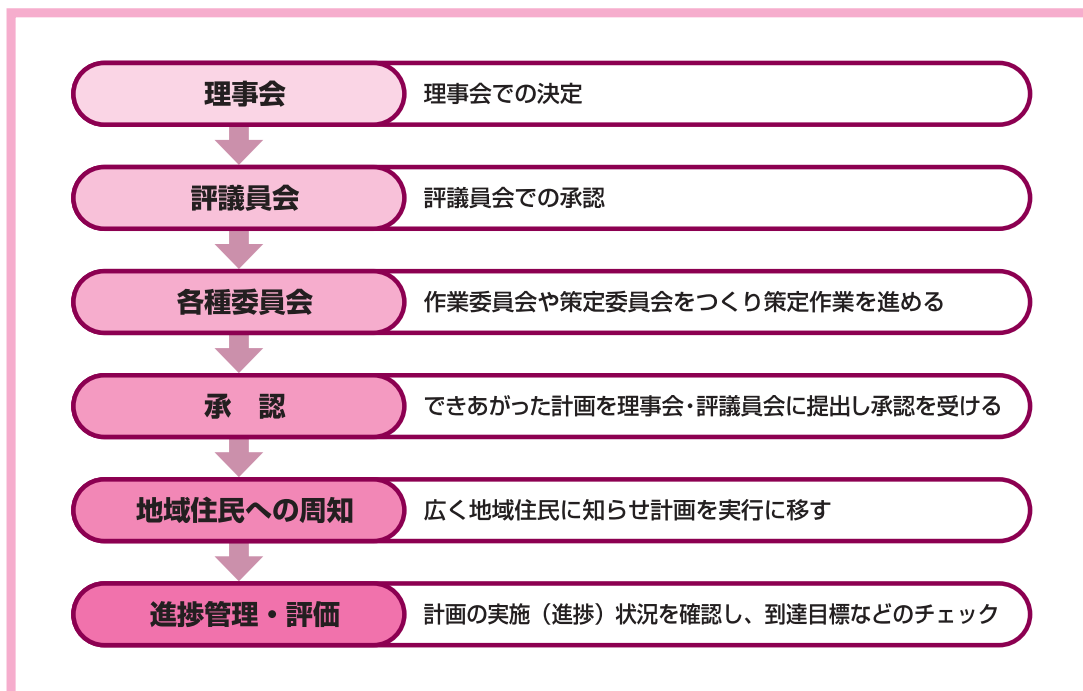 理事会 理事会での決定
評議員会 評議員会での承認
各種委員会 作業委員会や策定委員会をつくり策定作業を進める
承　認 できあがった計画を理事会・評議員会に提出し承認を受ける
地域住民への周知 広く地域住民に知らせ計画を実行に移す
進捗管理・評価 計画の実施（進捗）状況を確認し、到達目標などのチェック